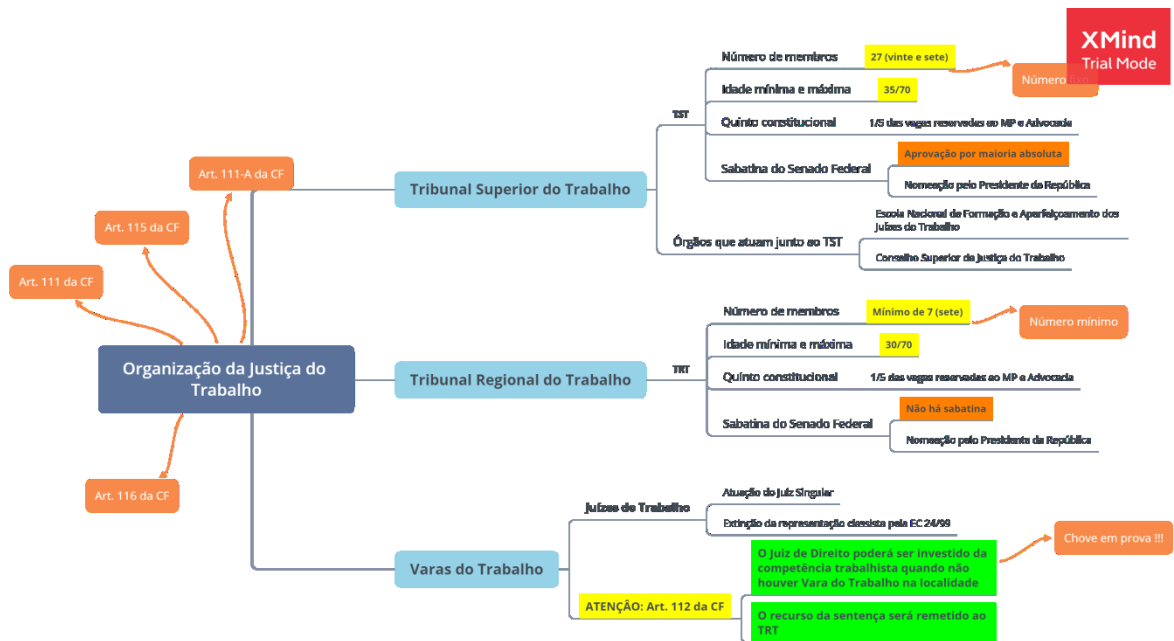 XMind
Trial Mode
Número de membros
27 (vinte e sete)
Número
Idade mínima e máxima
35/70
TST
Quinto constitucional
1/5 das vagas reservadas ao MP e Advocacia
Sabatina do Senado Federal
Aprovação por maioria absoluta
Nomeação pelo Presidente da República
Tribunal Superior do Trabalho
Órgãos que atuam junto ao TST
Escola Nacional de Formação e Aperfeiçoamento dos
Juízes do Trabalho
Conselho Superior da Justiça do Trabalho
Art. 111-A da CF
Art. 115 da CF
Art. 111 da CF
Organização da Justiça do
Trabalho
Art. 116 da CF
Tribunal Regional do Trabalho
TRT
Número de membros
Mínimo de 7 (sete)
Número mínimo
Idade mínima e máxima
30/70
Quinto constitucional
1/5 das vagas reservadas ao MP e Advocacia
Sabatina do Senado Federal
Não há sabatina
Nomeação pelo Presidente da República
Varas do Trabalho
Juízes do Trabalho
Atuação do Juiz Singular
Extinção da representação classista pela EC 24/99
ATENÇÃO: Art. 112 da CF
O Juiz de Direito poderá ser investido da
competência trabalhista quando não
houver Vara do Trabalho na localidade
Chove em prova !!!
O recurso da sentença será remetido ao
TRT